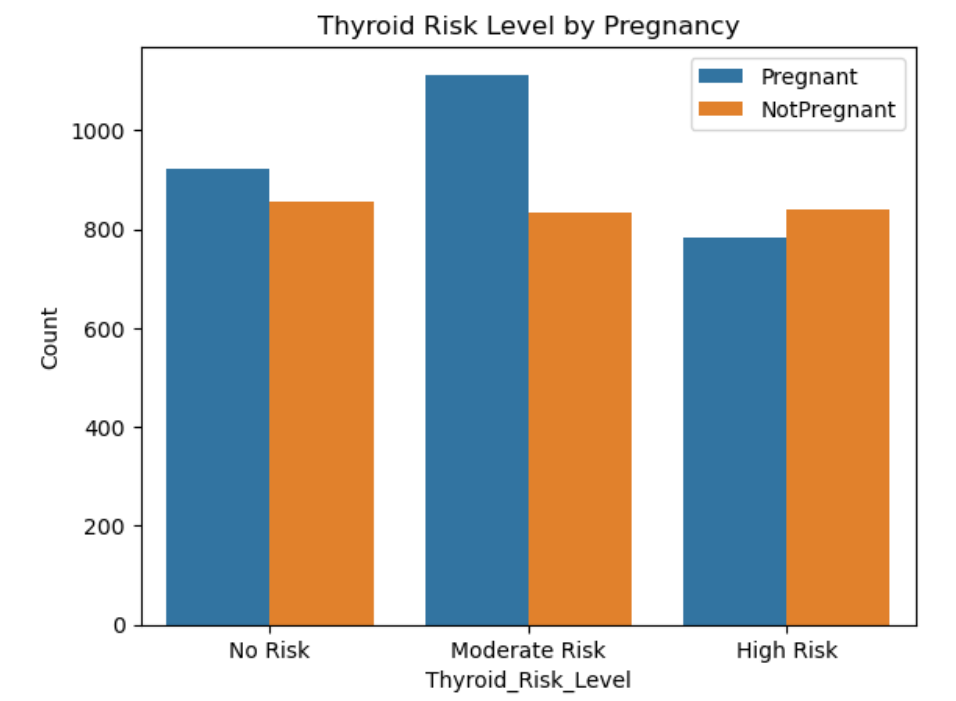 Thyroid Risk Level by Pregnancy
Pregnant
NotPregnant
1000
800
600
400
200
0
Count
No Risk
Moderate Risk
High Risk
Thyroid_Risk_Level